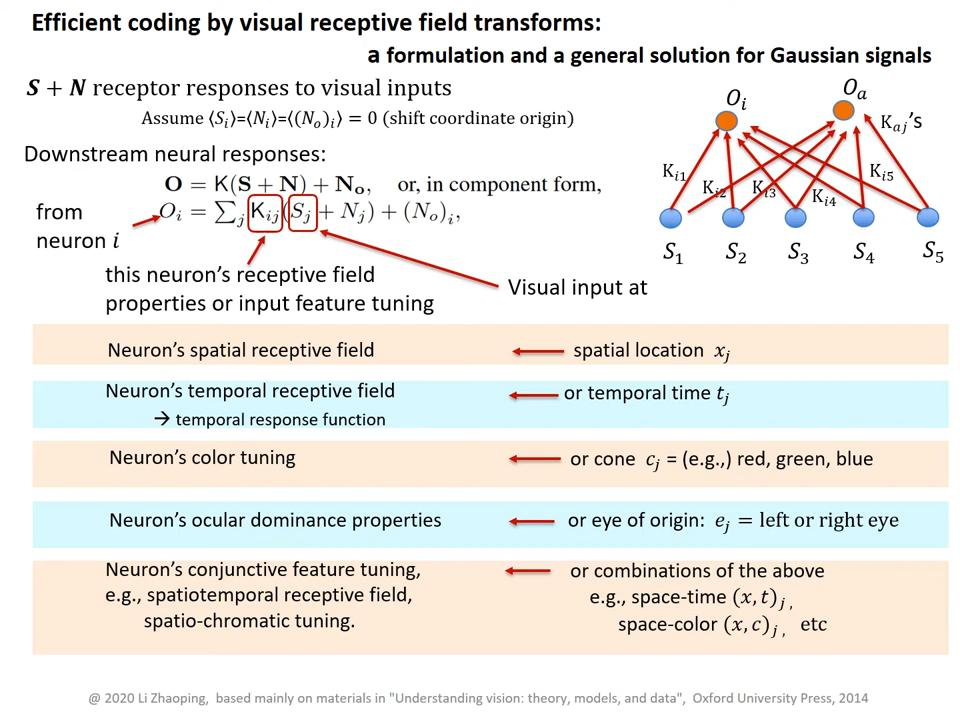 Efficient coding by visual receptive field transforms:
a formulation and a general solution for Gaussian signals
S + N receptor responses to visual inputs
Assume ⟨S_i⟩=⟨N_i⟩=⟨(N_o)_i⟩ = 0 (shift coordinate origin)
Downstream neural responses:
O = K(S + N) + N_o, or, in component form,
from
neuron i
O_i = ∑_j K_ij (S_j + N_j) + (N_o)_i,
this neuron's receptive field
properties or input feature tuning
Visual input at
O_i
O_a
K_aj's
K_i1
K_i2
K_i3
K_i4
K_i5
S_1 S_2 S_3 S_4 S_5
Neuron's spatial receptive field
spatial location x_j
Neuron's temporal receptive field
→ temporal response function
or temporal time t_j
Neuron's color tuning
or cone c_j = (e.g.,) red, green, blue
Neuron's ocular dominance properties
or eye of origin: e_j = left or right eye
Neuron's conjunctive feature tuning,
e.g., spatiotemporal receptive field,
spatio-chromatic tuning.
or combinations of the above
e.g., space-time (x, t)_j ,
space-color (x, c)_j , etc
@ 2020 Li Zhaoping, based mainly on materials in "Understanding vision: theory, models, and data", Oxford University Press, 2014